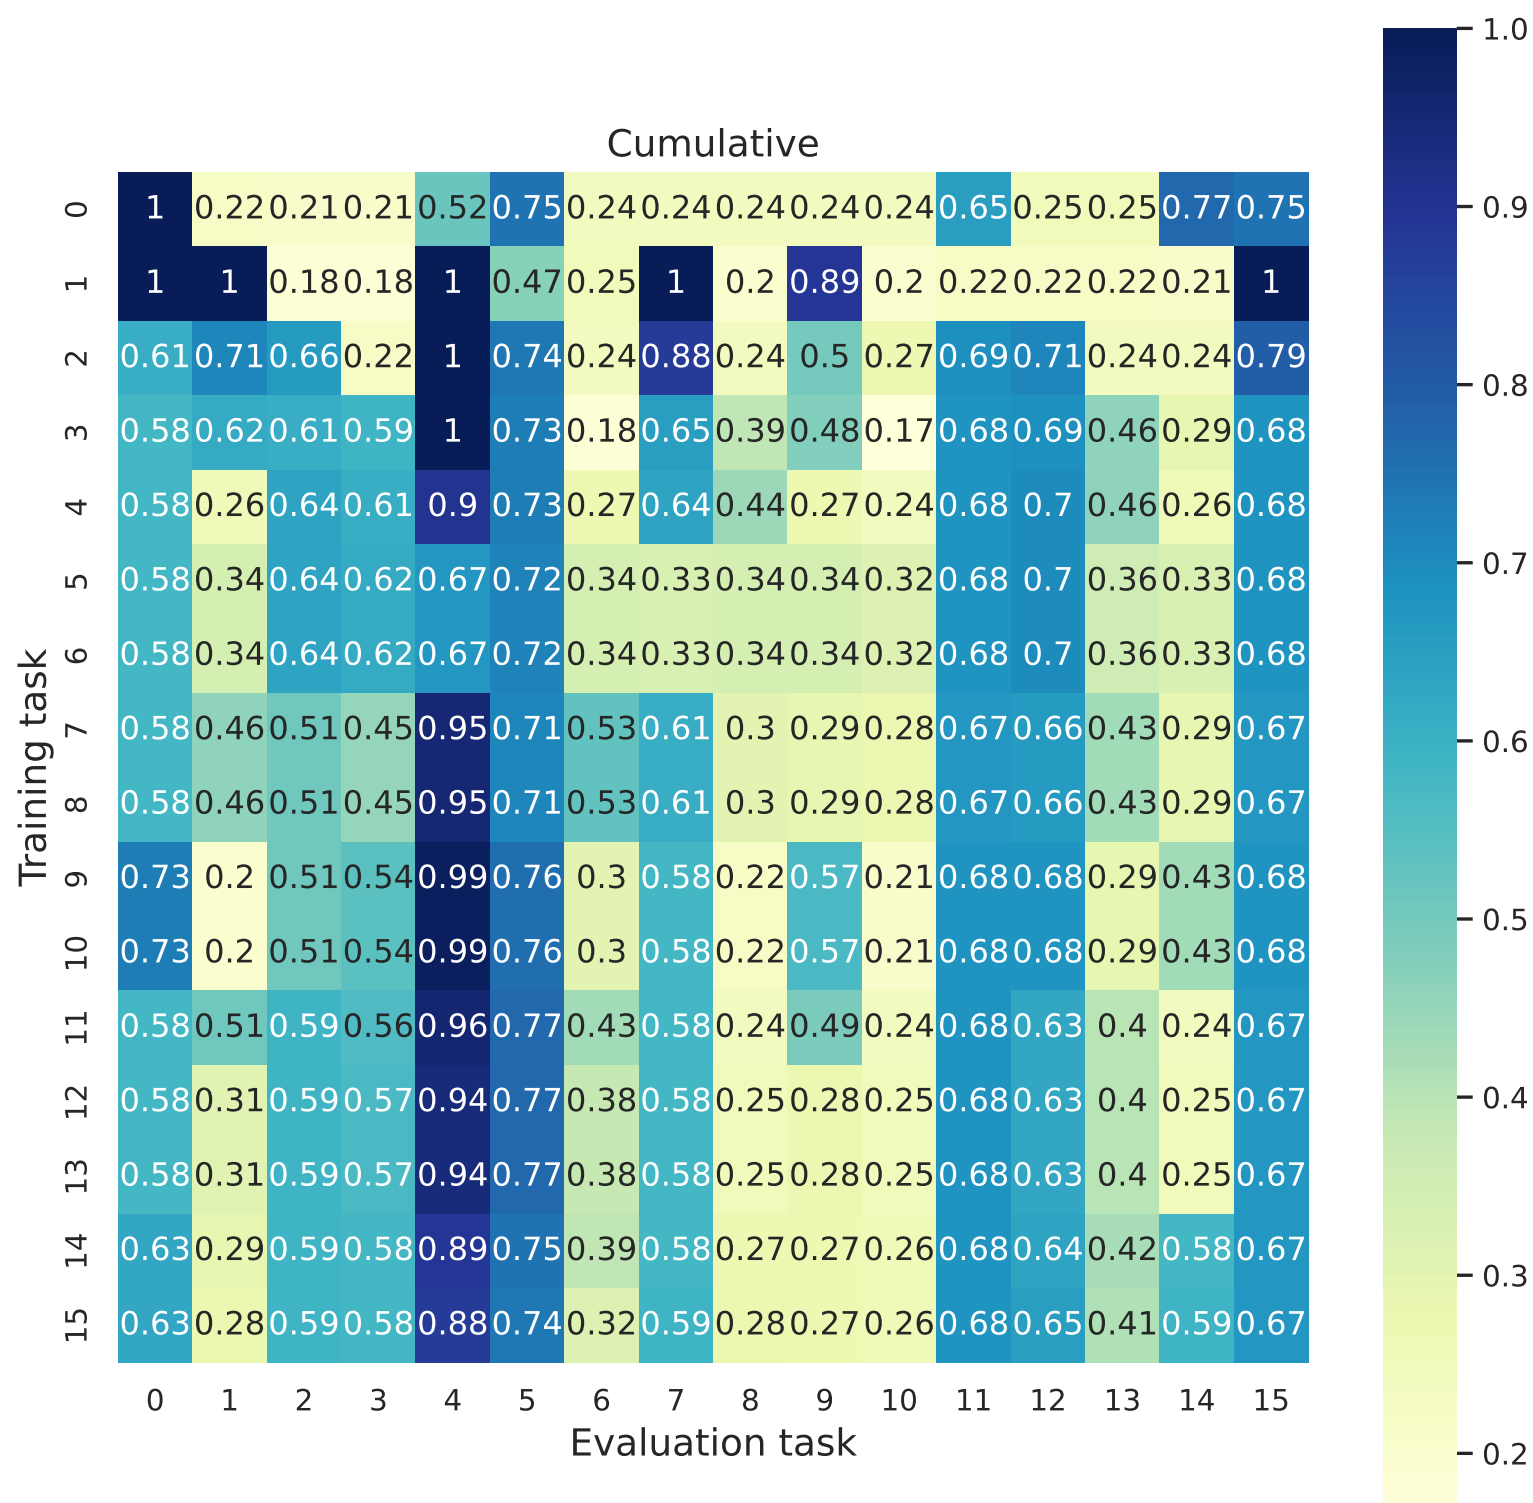 Cumulative
0 1 0.22 0.21 0.21 0.52 0.75 0.24 0.24 0.24 0.24 0.24 0.65 0.25 0.25 0.77 0.75
1 1 1 0.18 0.18 1 0.47 0.25 1 0.2 0.89 0.2 0.22 0.22 0.22 0.21 1
2 0.61 0.71 0.66 0.22 1 0.74 0.24 0.88 0.24 0.5 0.27 0.69 0.71 0.24 0.24 0.79
3 0.58 0.62 0.61 0.59 1 0.73 0.18 0.65 0.39 0.48 0.17 0.68 0.69 0.46 0.29 0.68
4 0.58 0.26 0.64 0.61 0.9 0.73 0.27 0.64 0.44 0.27 0.24 0.68 0.7 0.46 0.26 0.68
5 0.58 0.34 0.64 0.62 0.67 0.72 0.34 0.33 0.34 0.34 0.32 0.68 0.7 0.36 0.33 0.68
6 0.58 0.34 0.64 0.62 0.67 0.72 0.34 0.33 0.34 0.34 0.32 0.68 0.7 0.36 0.33 0.68
7 0.58 0.46 0.51 0.45 0.95 0.71 0.53 0.61 0.3 0.29 0.28 0.67 0.66 0.43 0.29 0.67
8 0.58 0.46 0.51 0.45 0.95 0.71 0.53 0.61 0.3 0.29 0.28 0.67 0.66 0.43 0.29 0.67
9 0.73 0.2 0.51 0.54 0.99 0.76 0.3 0.58 0.22 0.57 0.21 0.68 0.68 0.29 0.43 0.68
10 0.73 0.2 0.51 0.54 0.99 0.76 0.3 0.58 0.22 0.57 0.21 0.68 0.68 0.29 0.43 0.68
11 0.58 0.51 0.59 0.56 0.96 0.77 0.43 0.58 0.24 0.49 0.24 0.68 0.63 0.4 0.24 0.67
12 0.58 0.31 0.59 0.57 0.94 0.77 0.38 0.58 0.25 0.28 0.25 0.68 0.63 0.4 0.25 0.67
13 0.58 0.31 0.59 0.57 0.94 0.77 0.38 0.58 0.25 0.28 0.25 0.68 0.63 0.4 0.25 0.67
14 0.63 0.29 0.59 0.58 0.89 0.75 0.39 0.58 0.27 0.27 0.26 0.68 0.64 0.42 0.58 0.67
15 0.63 0.28 0.59 0.58 0.88 0.74 0.32 0.59 0.28 0.27 0.26 0.68 0.65 0.41 0.59 0.67
0 1 2 3 4 5 6 7 8 9 10 11 12 13 14 15
Evaluation task
Training task
1.0
0.9
0.8
0.7
0.6
0.5
0.4
0.3
0.2